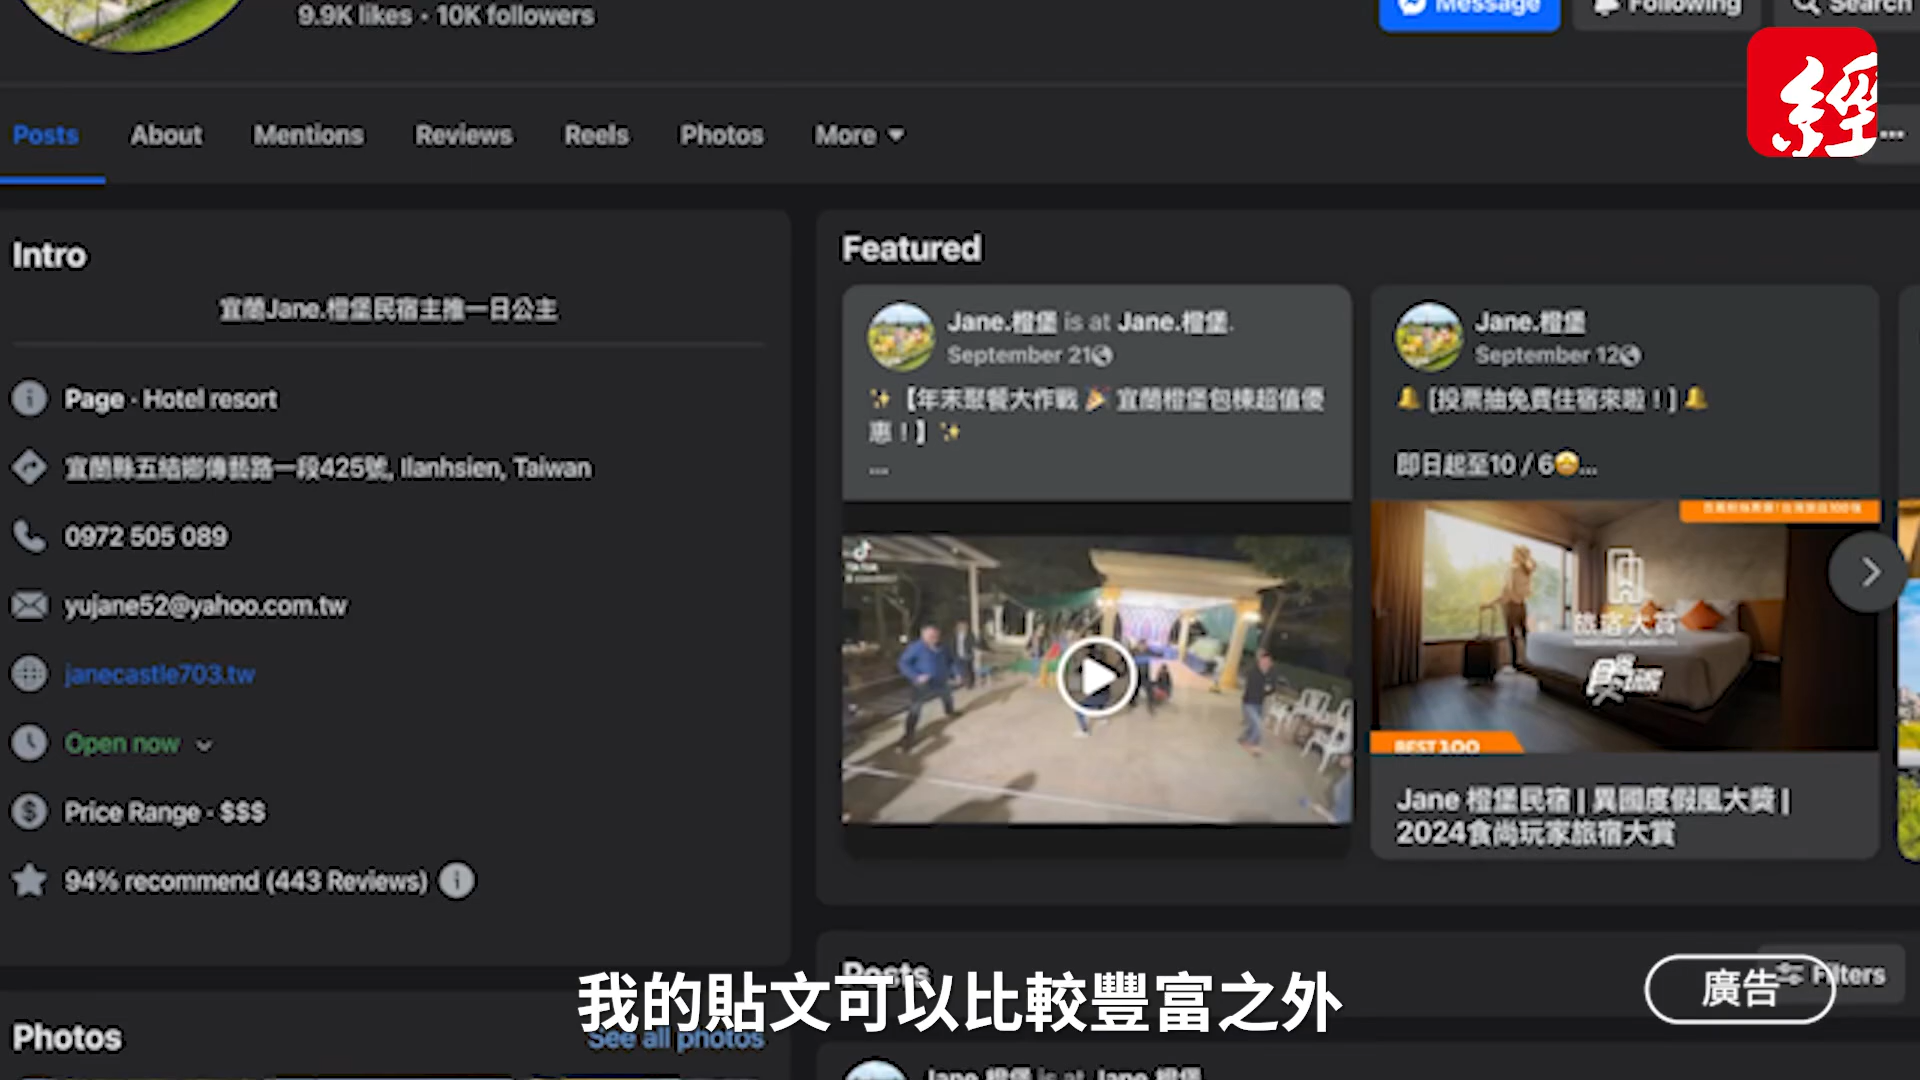 9.9K likes · 10K followers
Message
Following
Search
經
Posts
About
Mentions
Reviews
Reels
Photos
More
Intro
宜蘭Jane.橙堡民宿主推一日公主
Page · Hotel resort
宜蘭縣五結鄉傳藝路一段425號, Ilanhsien, Taiwan
0972 505 089
yujane52@yahoo.com.tw
janecastle703.tw
Open now
Price Range · $$$
94% recommend (443 Reviews)
Photos
See all photos
Featured
Jane.橙堡 is at Jane.橙堡.
September 21
✨【年末聚餐大作戰🎉宜蘭橙堡包棟超值優
惠！】✨
...
Jane.橙堡
September 12
🔔 [投票抽免費住宿來啦！] 🔔
即日起至10 / 6🤩...
旅宿大賞
BEST100
Jane 橙堡民宿 | 異國度假風大獎 |
2024食尚玩家旅宿大賞
Posts
Filters
廣告
Jane.橙堡 is at Jane.橙堡.
我的貼文可以比較豐富之外